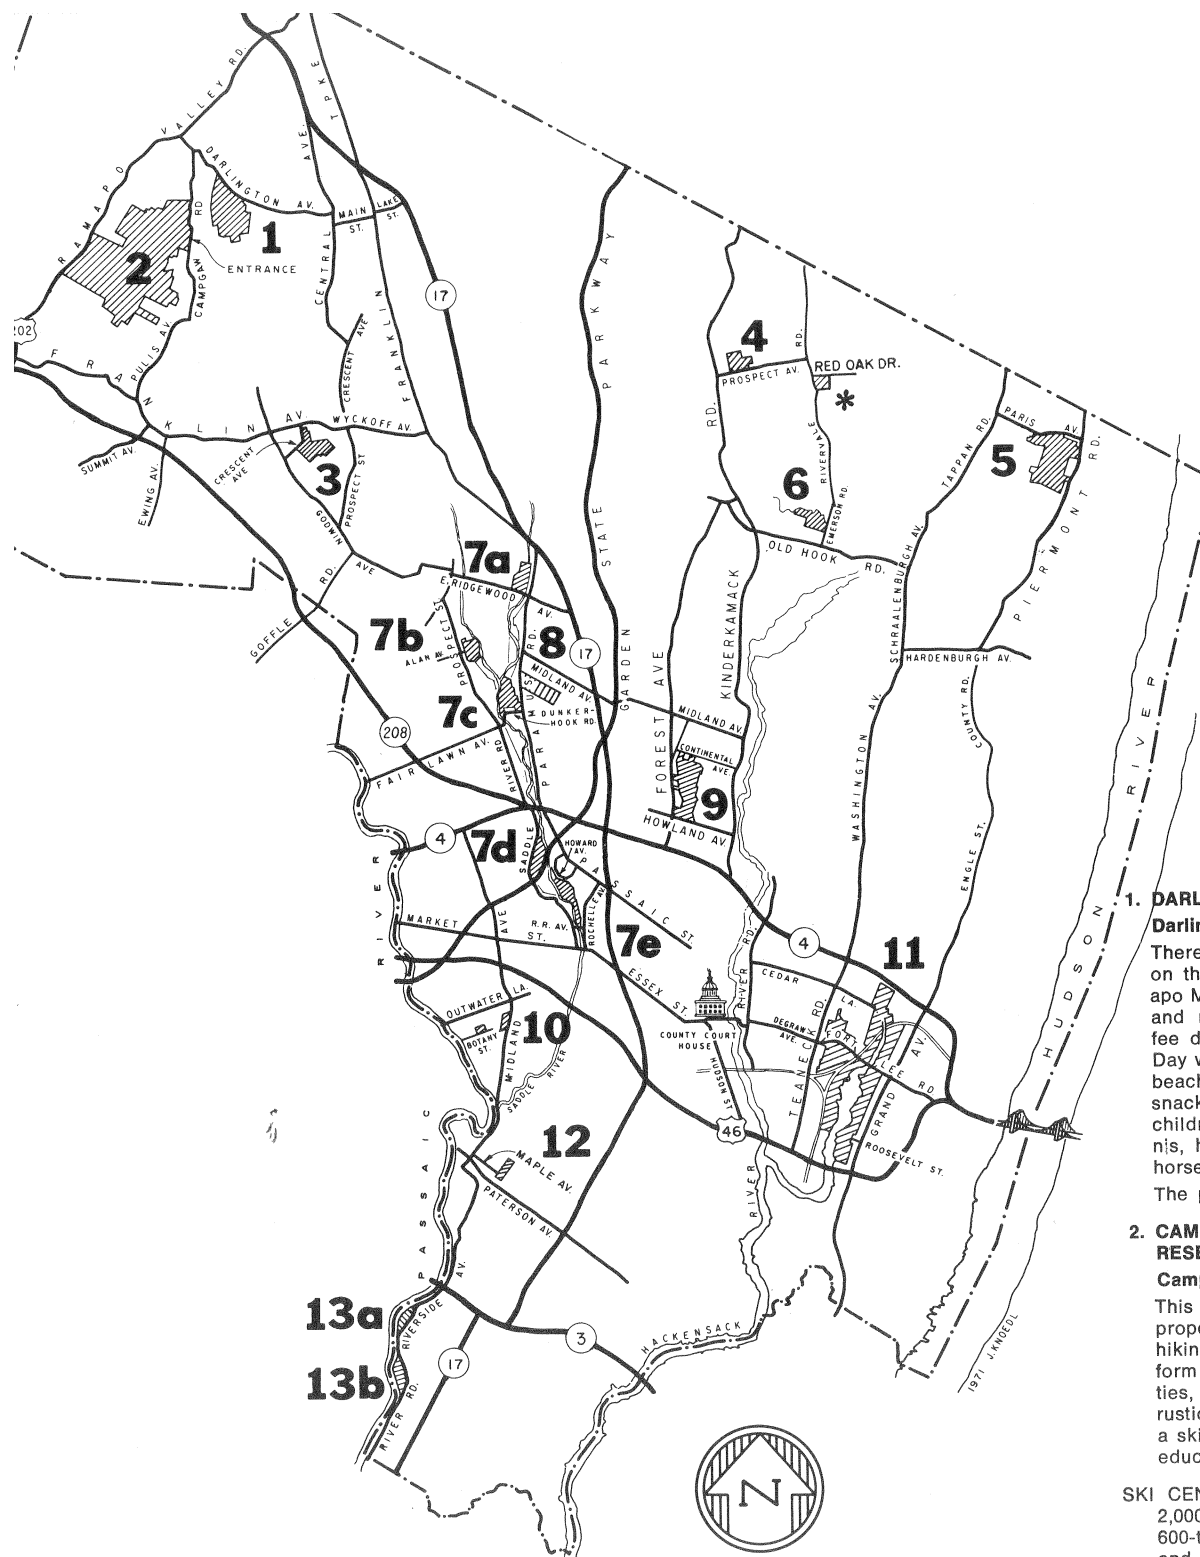 RAMAPO VALLEY RD.
DARLINGTON AV.
AVE.
TPKE
MAIN ST.
LAKE ST.
1
2
ENTRANCE
CAMPGAW RD
CENTRAL
17
202
PULIS AV.
CRESCENT AVE
FRANKLIN
FRANKLIN AV.
WYCKOFF AV.
SUMMIT AV.
EWING AV.
CRESCENT AVE
3
PROSPECT ST
GODWIN AVE
GOFFLE RD.
GARDEN STATE PARKWAY
4
PROSPECT AV.
RD.
RED OAK DR.
*
RIVERVALE RD.
6
EMERSON RD.
OLD HOOK RD.
TAPPAN RD.
PARIS AV.
5
PIERMONT RD.
SCHRAALENBURGH AV.
HARDENBURGH AV.
COUNTY RD.
7a
E. RIDGEWOOD AV.
7b
ALAN AV.
PROSPECT ST.
8
17
MIDLAND AV.
PARAMUS RD.
DUNKER-
HOOK RD.
7c
208
FAIR LAWN AV.
RIVER RD
FOREST AVE
KINDERKAMACK RD.
MIDLAND AV.
CONTINENTAL AVE
9
HOWLAND AV.
WASHINGTON AV.
ENGLE ST.
4
7d
SADDLE
HOWARD AV.
PASSAIC ST.
ROCHELLE AV.
MARKET ST.
R.R. AV.
7e
ESSEX ST.
4
11
CEDAR LA.
RIVER RD.
COUNTY COURT
HOUSE
DEGRAW AVE.
FORT LEE RD
TEANECK RD.
GRAND AV.
HUDSON ST.
ROOSEVELT ST.
46
OUTWATER LA.
BOTANY ST.
10
MIDLAND AVE
SADDLE RIVER
12
MAPLE AV.
PATERSON AV.
PASSAIC RIVER
13a
RIVERSIDE AV.
13b
RIVER RD.
17
3
HACKENSACK RIVER
HUDSON RIVER
1971 J.KNOEDL
N
1. DARL
Darlin
There
on th
apo M
and
fee d
Day w
beach
snack
childr
nis, h
horse
The p
2. CAM
RESE
Camp
This
prope
hikin
form
ties,
rustic
a ski
educ
SKI CEN
2,000
600-t
and